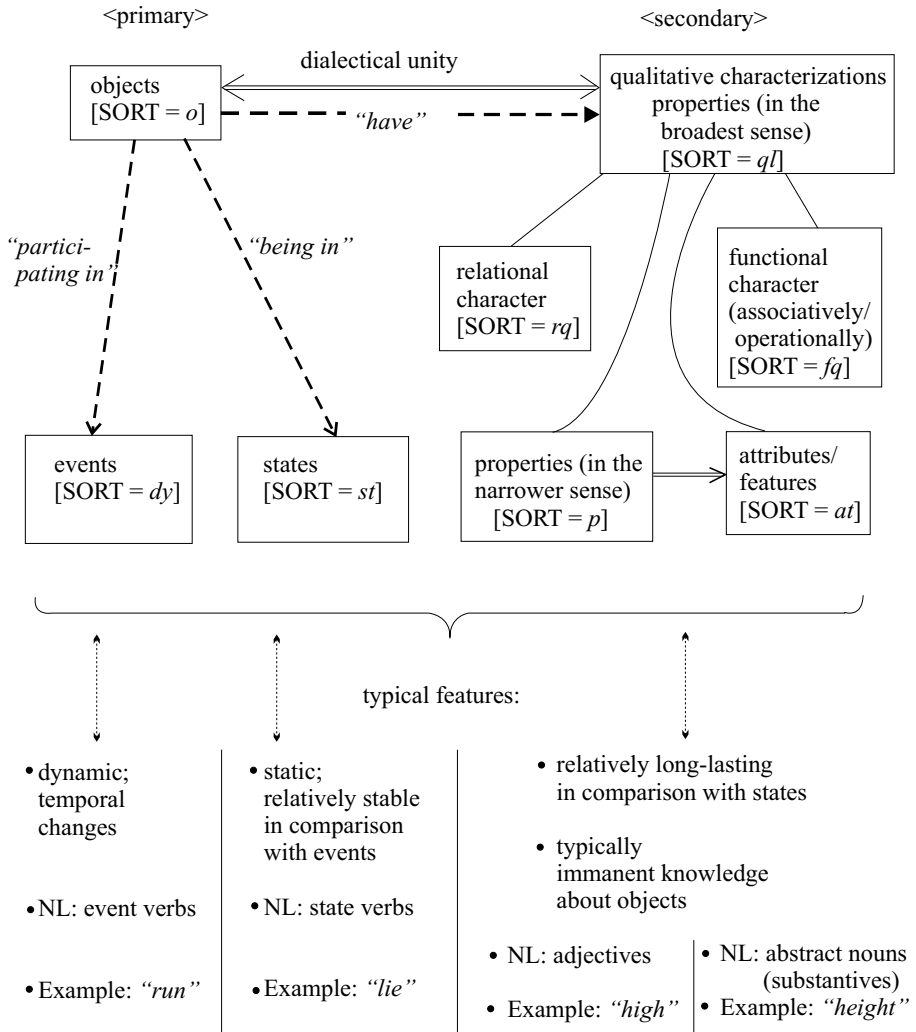 <primary>
<secondary>
dialectical unity
objects
[SORT = o]
“have”
qualitative characterizations
properties (in the
broadest sense)
[SORT = ql]
“partici-
pating in”
“being in”
relational
character
[SORT = rq]
functional
character
(associatively/
operationally)
[SORT = fq]
events
[SORT = dy]
states
[SORT = st]
properties (in the
narrower sense)
[SORT = p]
attributes/
features
[SORT = at]
typical features:
• dynamic;
temporal
changes
• NL: event verbs
• Example: “run”
• static;
relatively stable
in comparison
with events
• NL: state verbs
• Example: “lie”
• relatively long-lasting
in comparison with states
• typically
immanent knowledge
about objects
• NL: adjectives
• Example: “high”
• NL: abstract nouns
(substantives)
• Example: “height”